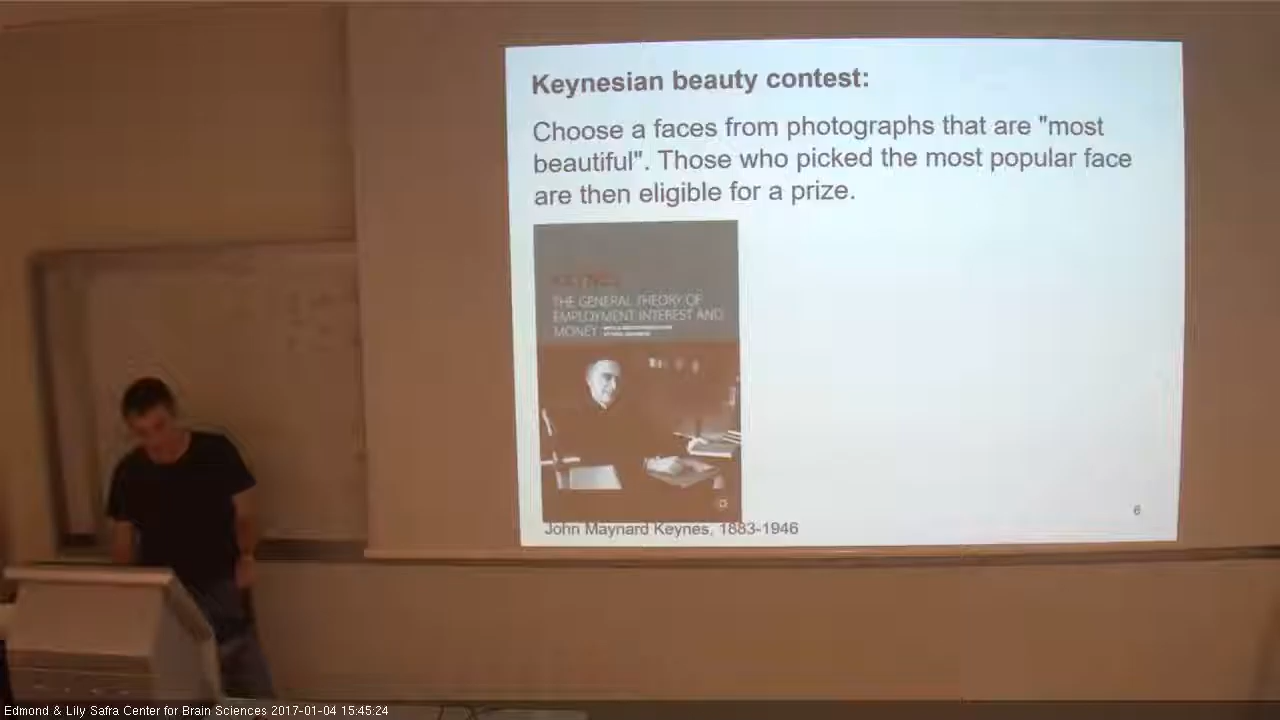 Keynesian beauty contest:
Choose a faces from photographs that are "most
beautiful". Those who picked the most popular face
are then eligible for a prize.
KEYNES
THE GENERAL THEORY OF
EMPLOYMENT INTEREST AND
MONEY
John Maynard Keynes, 1883-1946
6
Edmond & Lily Safra Center for Brain Sciences 2017-01-04 15:45:24